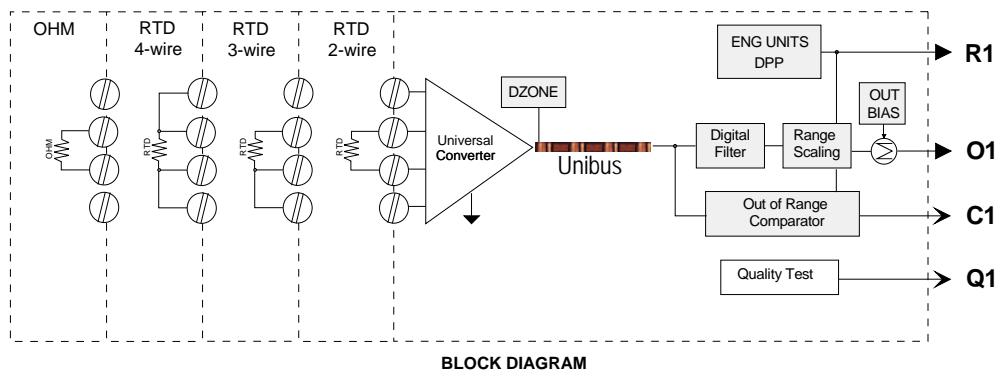 OHM
RTD
4-wire
RTD
3-wire
RTD
2-wire
ENG UNITS
DPP
R1
DZONE
OUT
BIAS
OHM
RTD
RTD
RTD
Universal
Converter
Unibus
Digital
Filter
Range
Scaling
Σ
O1
Out of Range
Comparator
C1
Quality Test
Q1
BLOCK DIAGRAM